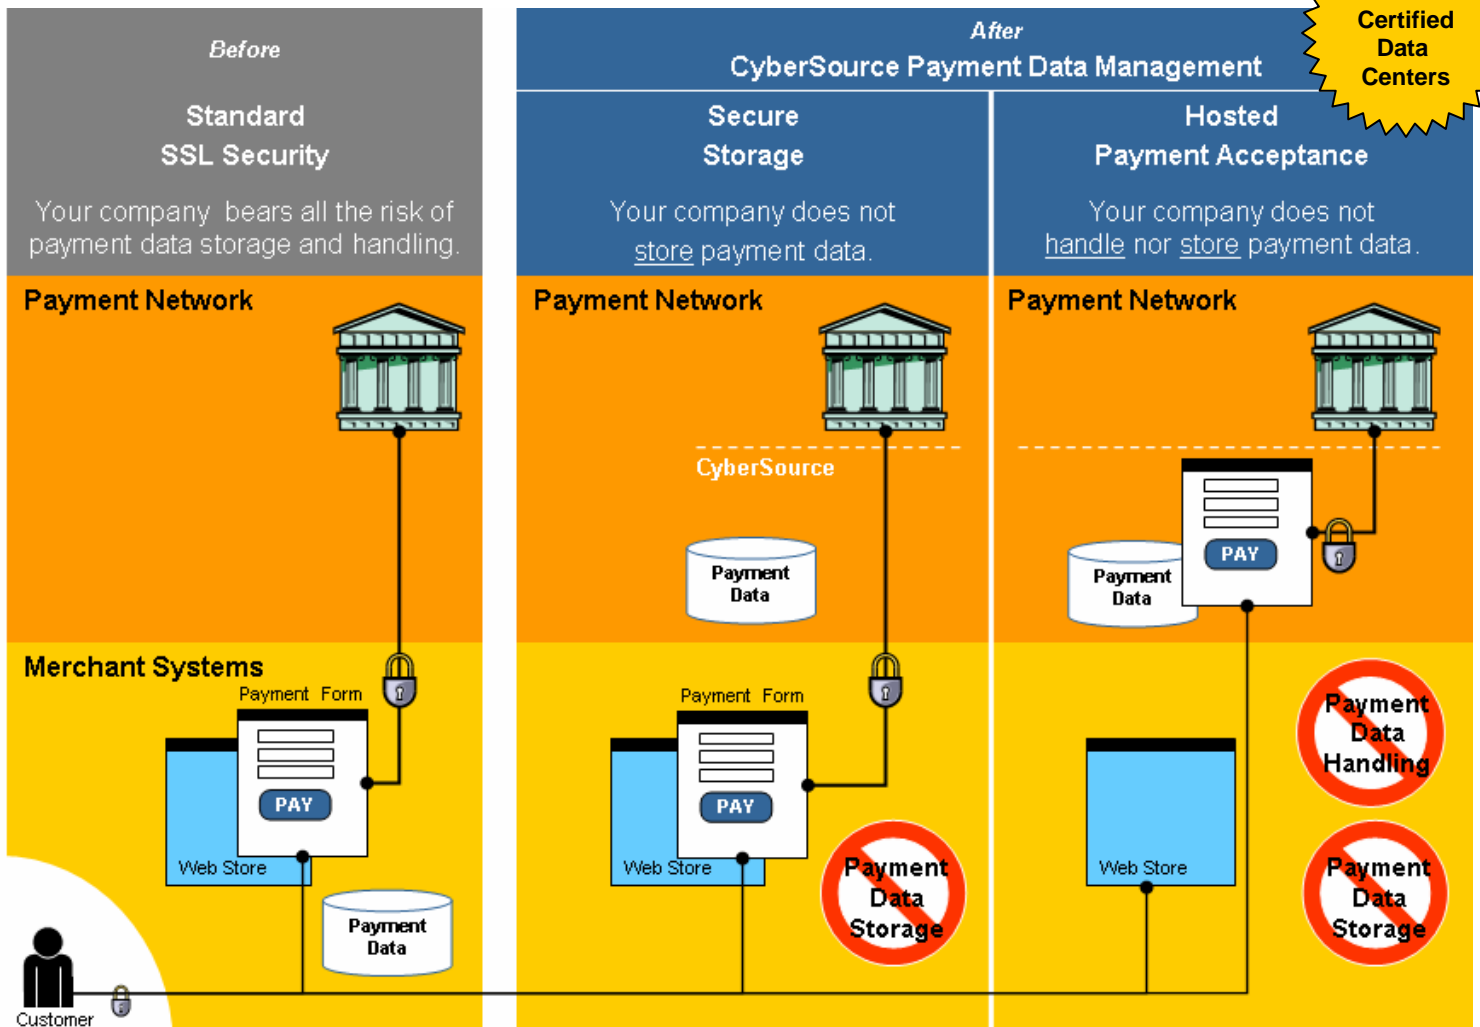 Before
Standard
SSL Security
Your company bears all the risk of
payment data storage and handling.
After
CyberSource Payment Data Management
Certified
Data
Centers
Secure
Storage
Your company does not
store payment data.
Hosted
Payment Acceptance
Your company does not
handle nor store payment data.
Payment Network
Payment Network
CyberSource
Payment
Data
Payment Network
PAY
Payment
Data
Merchant Systems
Payment Form
PAY
Web Store
Payment
Data
Customer
Payment Form
PAY
Web Store
Payment
Data
Storage
Web Store
Payment
Data
Handling
Payment
Data
Storage